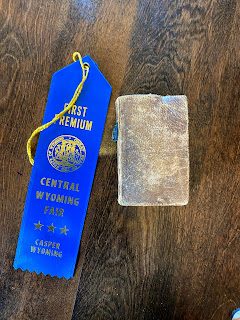 FIRST
PREMIUM
CENTRAL
WYOMING
FAIR
CASPER
WYOMING